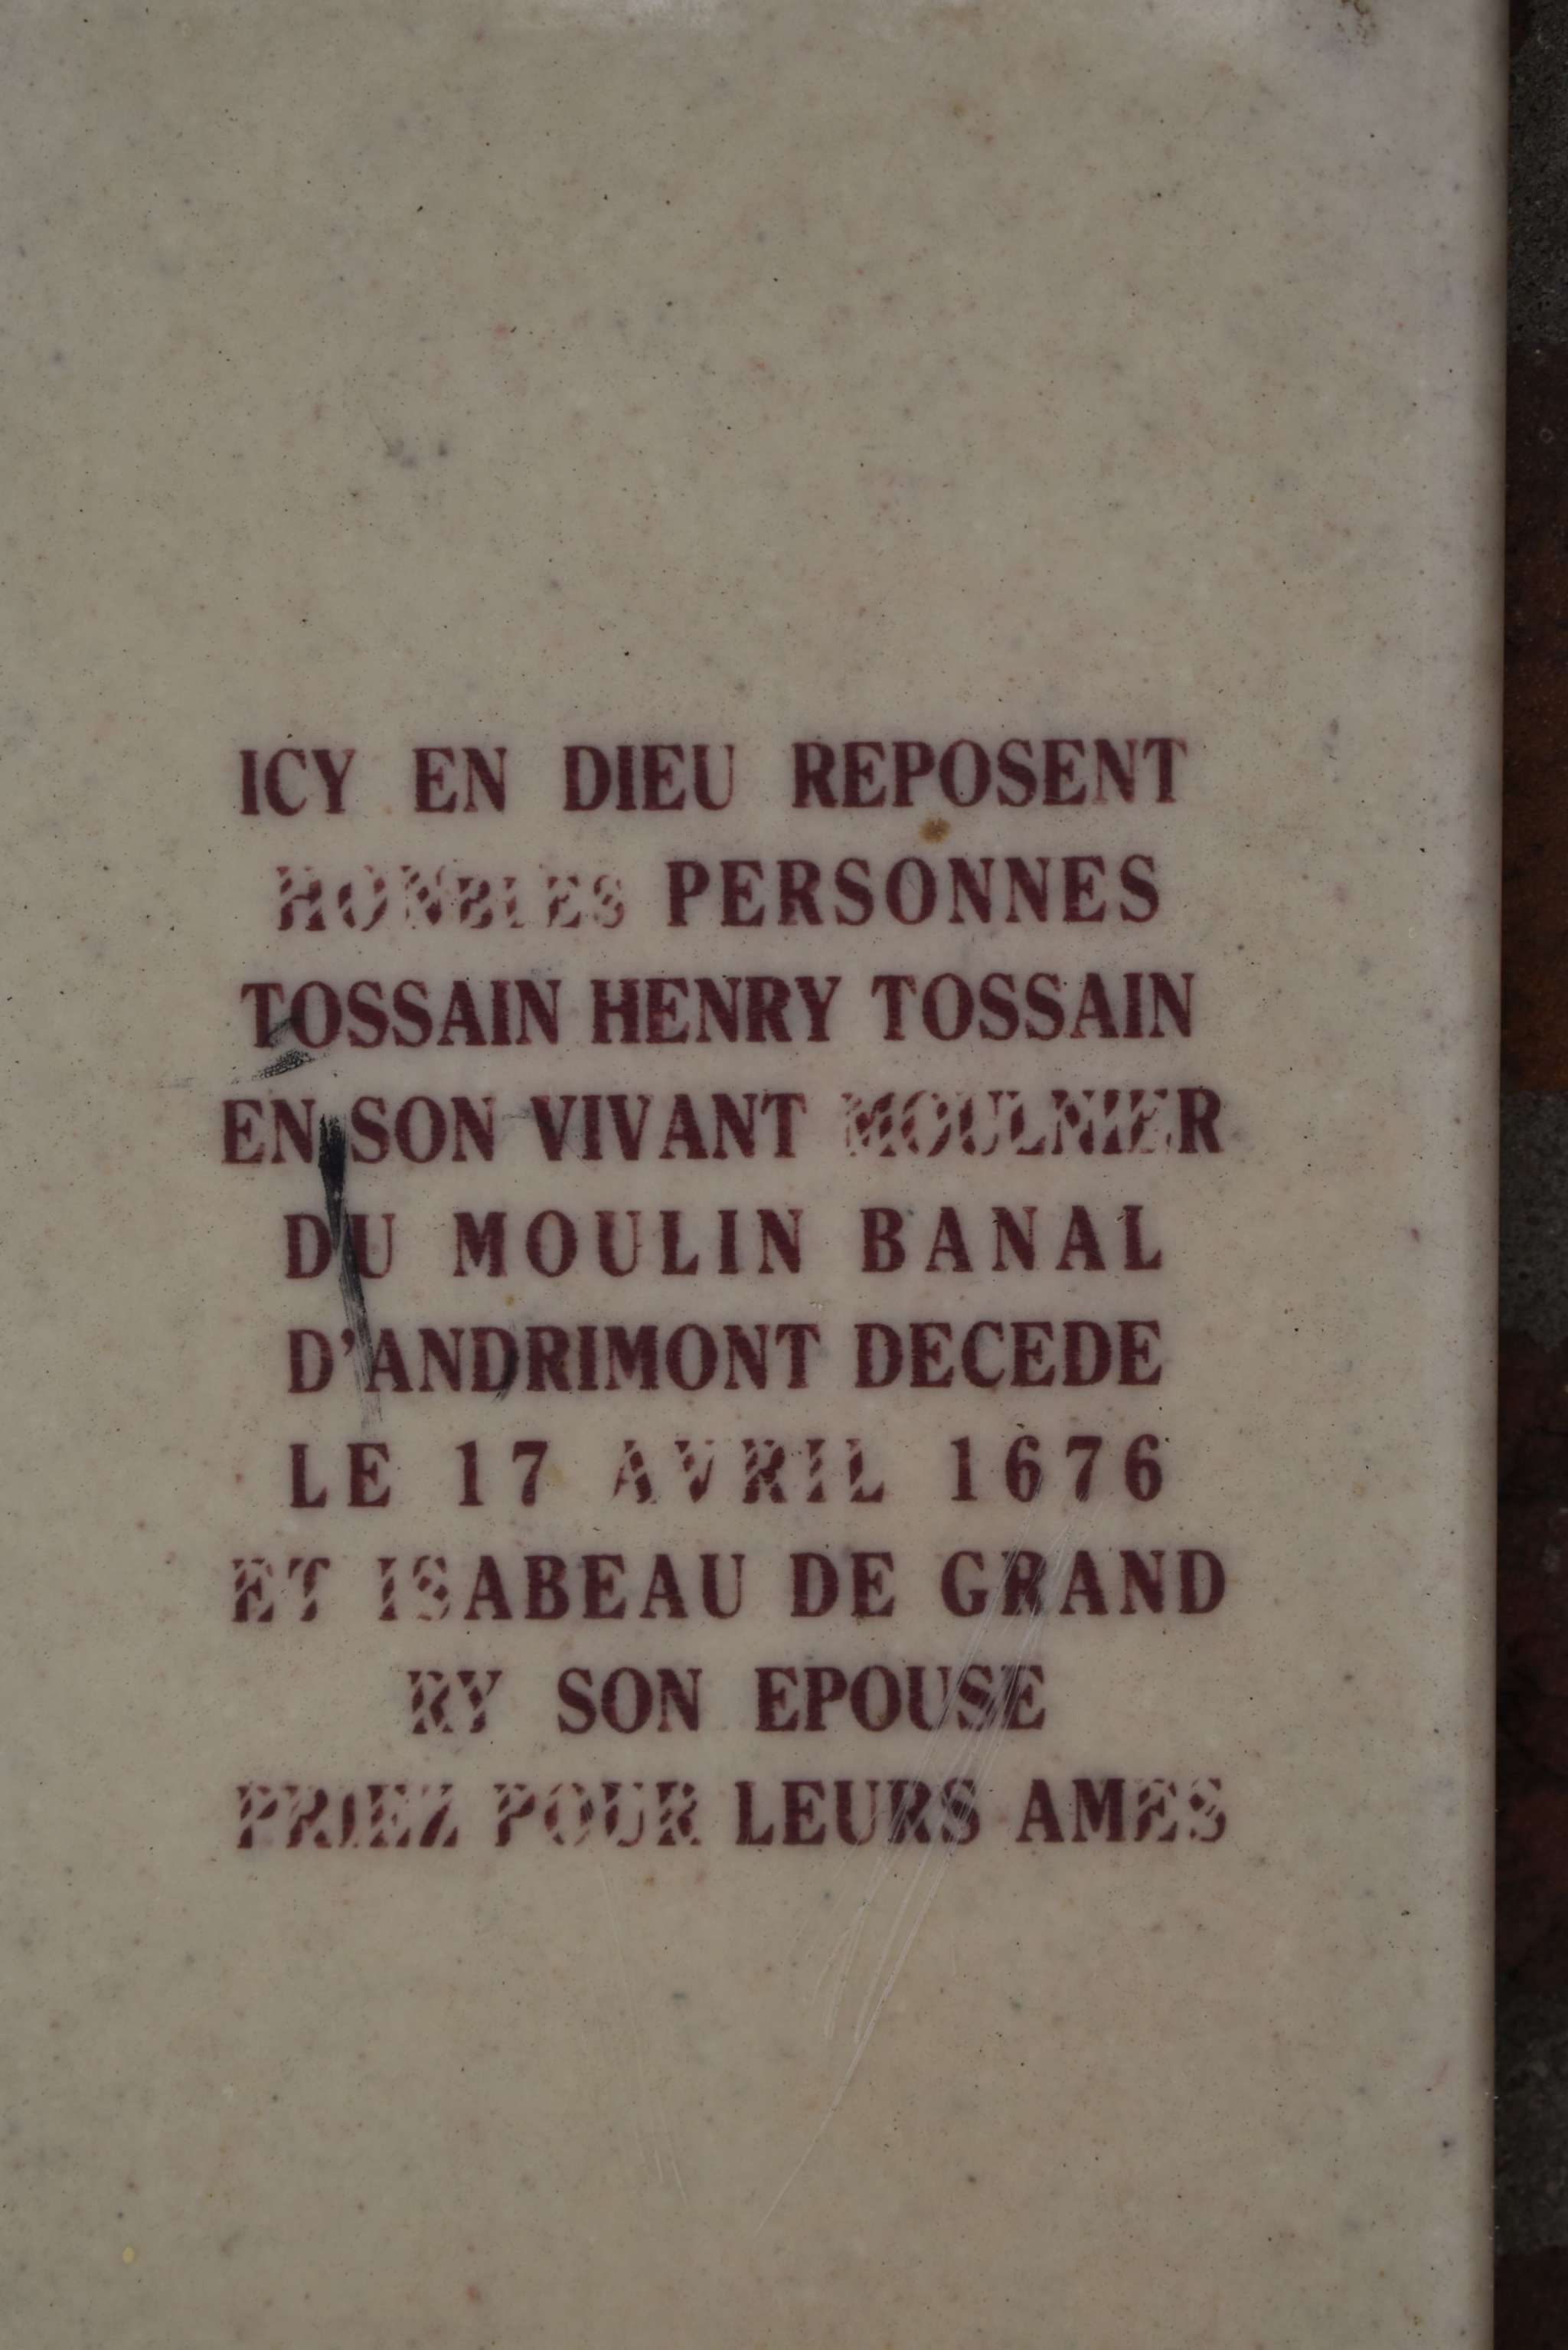 ICY EN DIEU REPOSENT
HONBLES PERSONNES
TOSSAIN HENRY TOSSAIN
EN SON VIVANT MOULNIER
DU MOULIN BANAL
D'ANDRIMONT DECEDE
LE 17 AVRIL 1676
ET ISABEAU DE GRAND
RY SON EPOUSE
PRIEZ POUR LEURS AMES